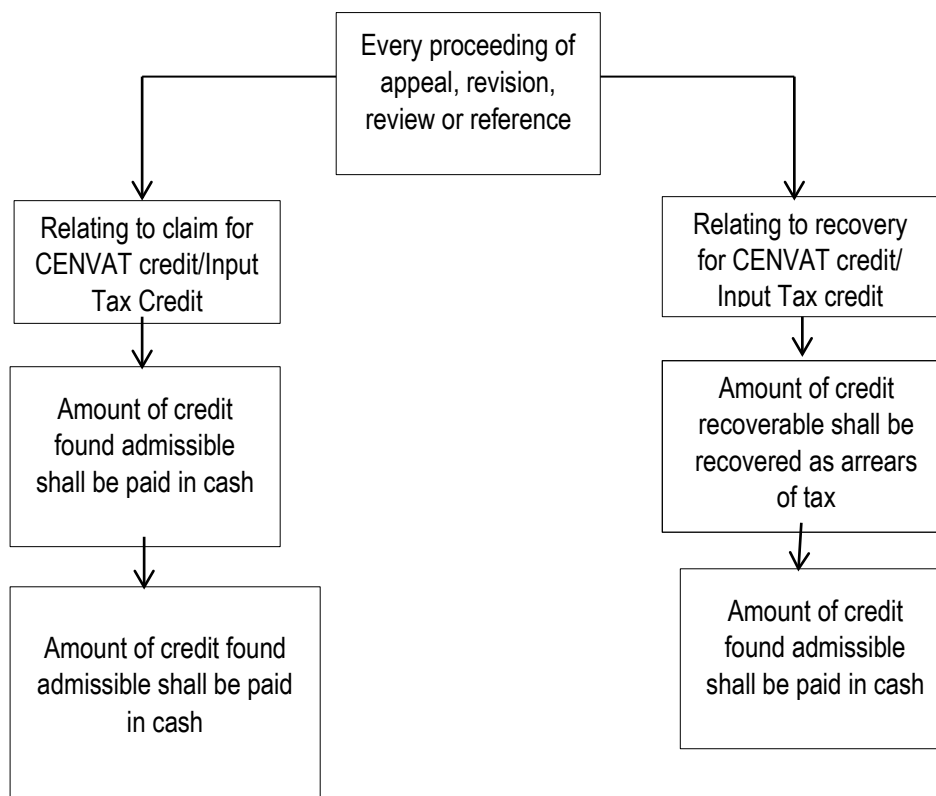 Every proceeding of
appeal, revision,
review or reference
Relating to claim for
CENVAT credit/Input
Tax Credit
Relating to recovery
for CENVAT credit/
Input Tax credit
Amount of credit
found admissible
shall be paid in cash
Amount of credit
recoverable shall be
recovered as arrears
of tax
Amount of credit found
admissible shall be paid
in cash
Amount of credit
found admissible
shall be paid in cash